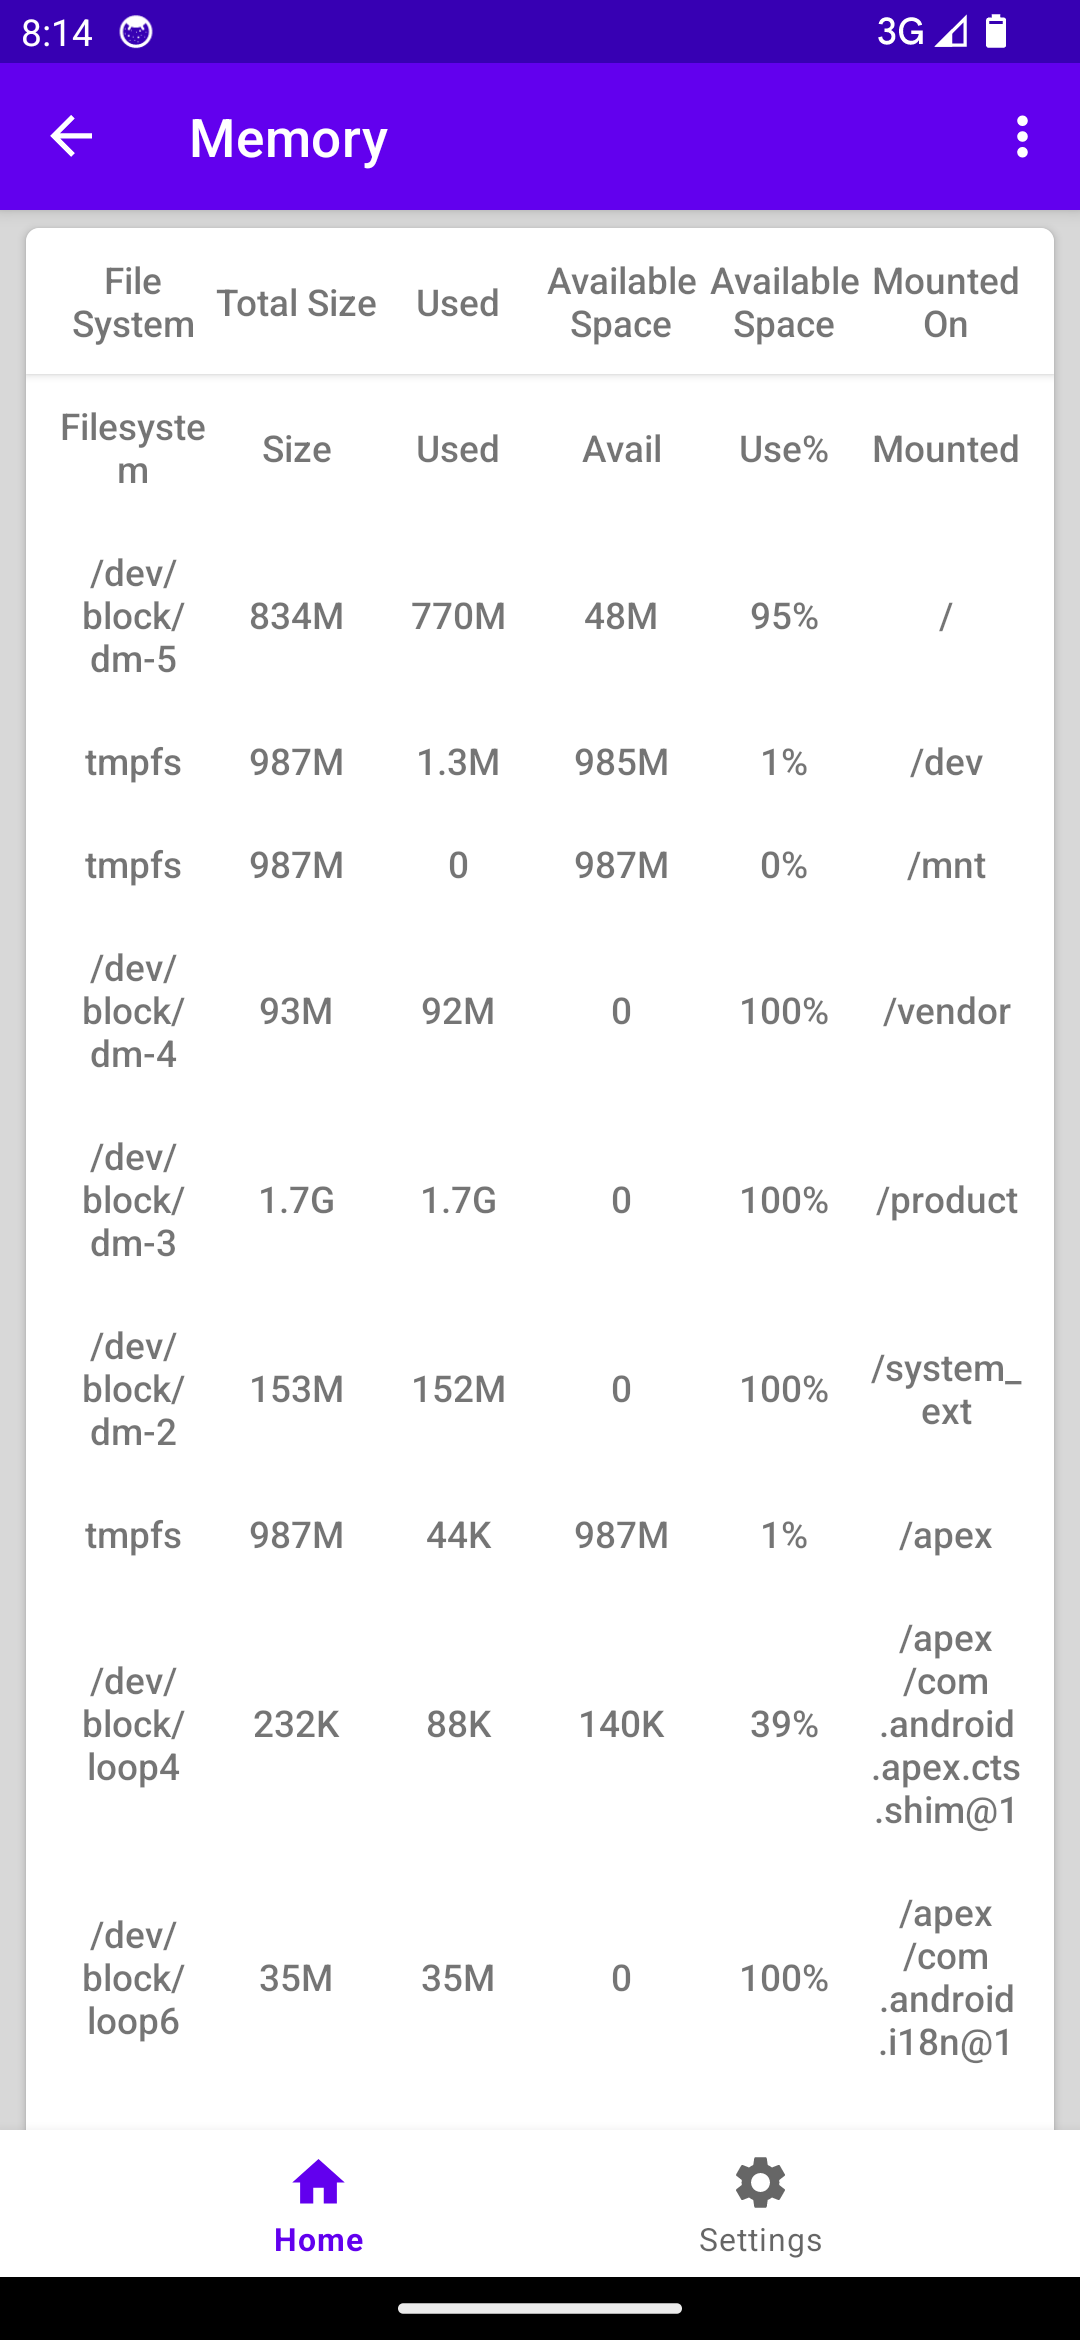 8:14 3G
Memory
File System Total Size Used Available Space Available Space Mounted On
Filesyste
m Size Used Avail Use% Mounted
/dev/
block/
dm-5 834M 770M 48M 95% /
tmpfs 987M 1.3M 985M 1% /dev
tmpfs 987M 0 987M 0% /mnt
/dev/
block/
dm-4 93M 92M 0 100% /vendor
/dev/
block/
dm-3 1.7G 1.7G 0 100% /product
/dev/
block/
dm-2 153M 152M 0 100% /system_
ext
tmpfs 987M 44K 987M 1% /apex
/dev/
block/
loop4 232K 88K 140K 39% /apex
/com
.android
.apex.cts
.shim@1
/dev/
block/
loop6 35M 35M 0 100% /apex
/com
.android
.i18n@1
Home Settings